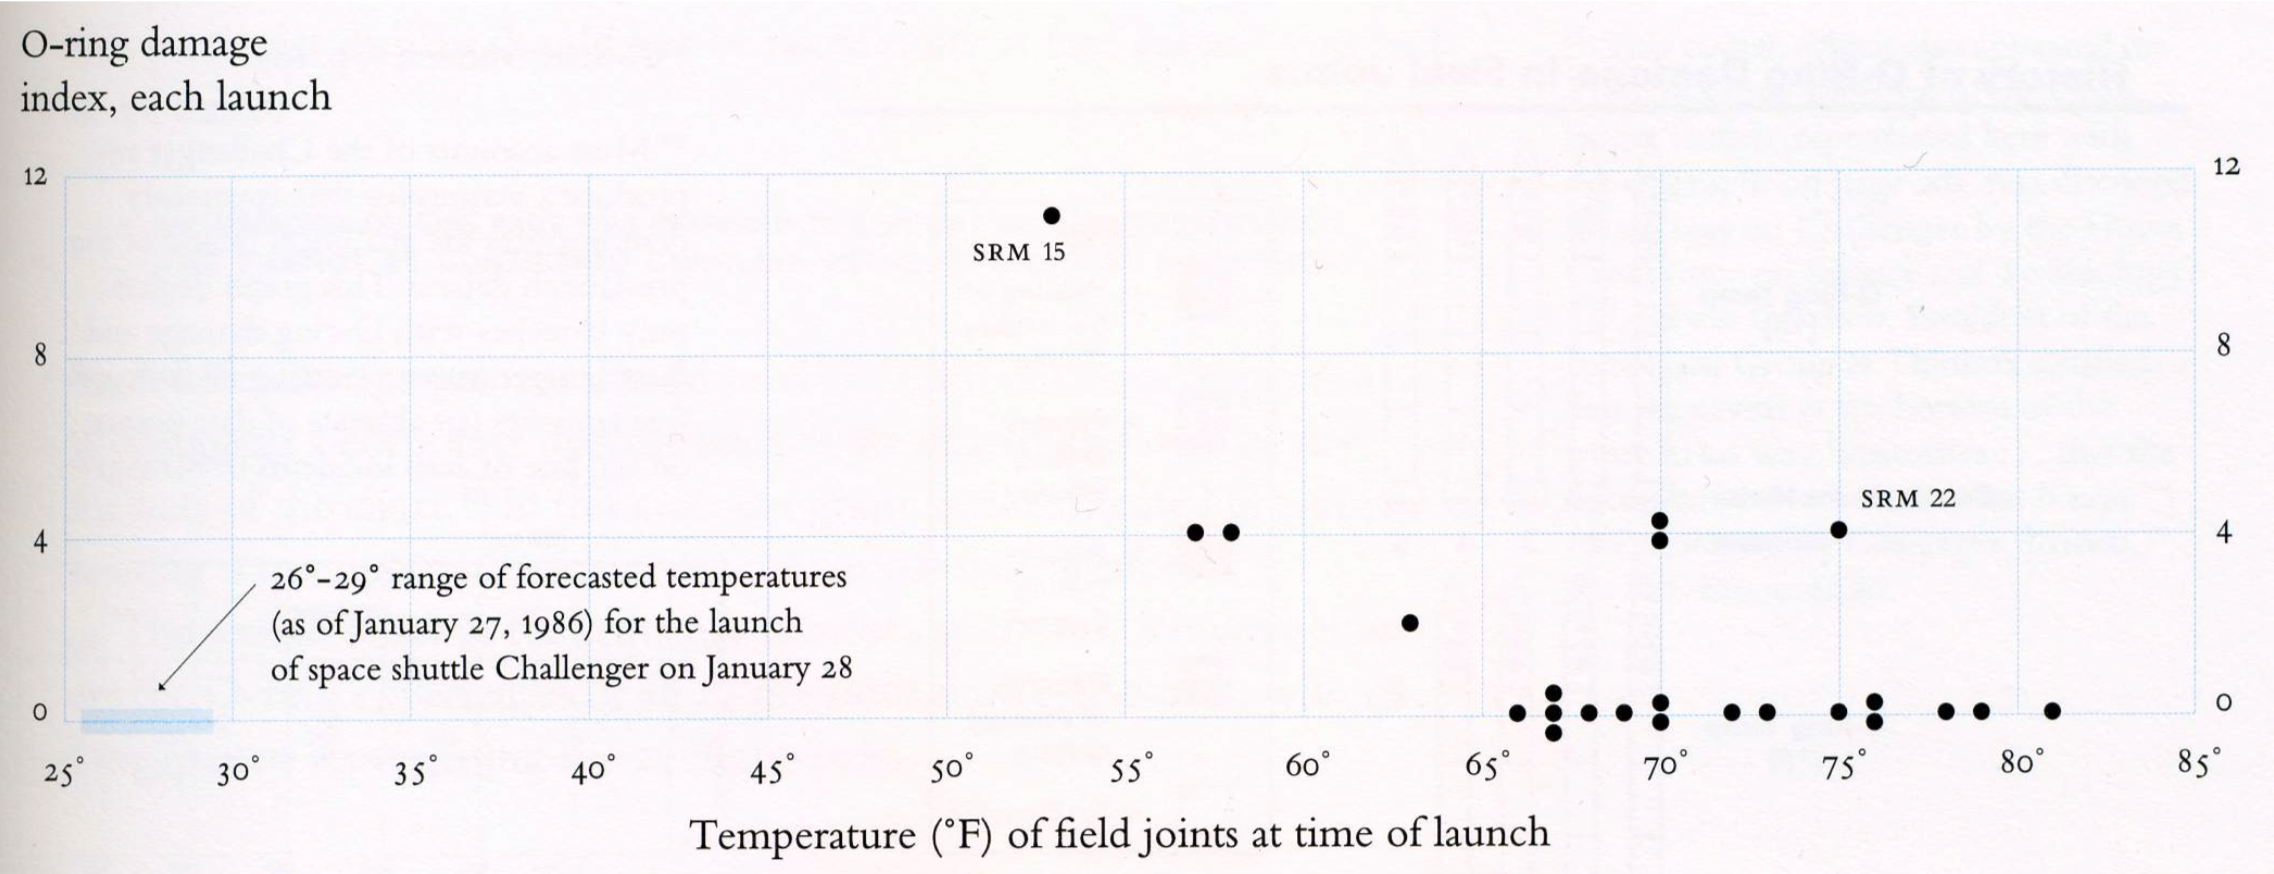 O-ring damage
index, each launch
12 12
SRM 15
8 8
SRM 22
4 4
26°–29° range of forecasted temperatures
(as of January 27, 1986) for the launch
of space shuttle Challenger on January 28
0 0
25° 30° 35° 40° 45° 50° 55° 60° 65° 70° 75° 80° 85°
Temperature (°F) of field joints at time of launch